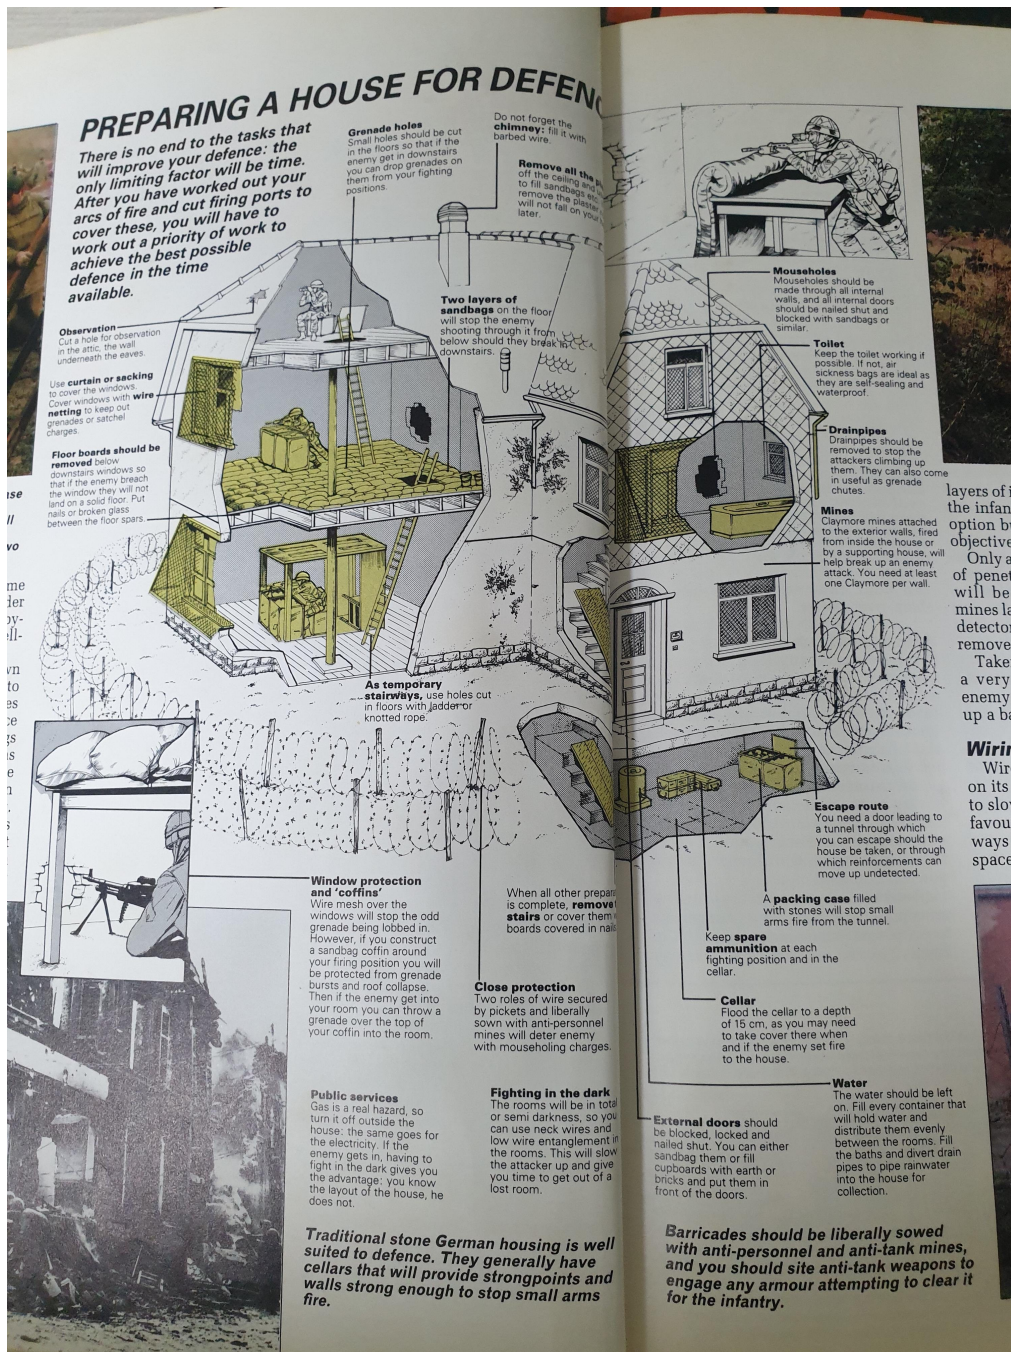 PREPARING A HOUSE FOR DEFENC
There is no end to the tasks that
will improve your defence: the
only limiting factor will be time.
After you have worked out your
arcs of fire and cut firing ports to
cover these, you will have to
work out a priority of work to
achieve the best possible
defence in the time
available.
Grenade holes
Small holes should be cut
in the floors so that if the
enemy get in downstairs
you can drop grenades on
them from your fighting
positions.
Do not forget the
chimney: fill it with
barbed wire.
Remove all the
off the ceiling and
to fill sandbags etc.
remove the plaster
will not fall on your
later.
Two layers of
sandbags on the floor
will stop the enemy
shooting through it from
below should they break in
downstairs.
Observation
Cut a hole for observation
in the attic, the wall
underneath the eaves.
Use curtain or sacking
to cover the windows.
Cover windows with wire
netting to keep out
grenades or satchel
charges.
Floor boards should be
removed below
downstairs windows so
that if the enemy breach
the window they will not
land on a solid floor. Put
nails or broken glass
between the floor spars.
Mouseholes
Mouseholes should be
made through all internal
walls, and all internal doors
should be nailed shut and
blocked with sandbags or
similar.
Toilet
Keep the toilet working if
possible. If not, air
sickness bags are ideal as
they are self-sealing and
waterproof.
Drainpipes
Drainpipes should be
removed to stop the
attackers climbing up
them. They can also come
in useful as grenade
chutes.
Mines
Claymore mines attached
to the exterior walls, fired
from inside the house or
by a supporting house, will
help break up an enemy
attack. You need at least
one Claymore per wall.
As temporary
stairways, use holes cut
in floors with ladder or
knotted rope.
Escape route
You need a door leading to
a tunnel through which
you can escape should the
house be taken, or through
which reinforcements can
move up undetected.
A packing case filled
with stones will stop small
arms fire from the tunnel.
Keep spare
ammunition at each
fighting position and in the
cellar.
Window protection
and 'coffins'
Wire mesh over the
windows will stop the odd
grenade being lobbed in.
However, if you construct
a sandbag coffin around
your firing position you will
be protected from grenade
bursts and roof collapse.
Then if the enemy get into
your room you can throw a
grenade over the top of
your coffin into the room.
When all other prepar
is complete, remove
stairs or cover them
boards covered in nails
Close protection
Two roles of wire secured
by pickets and liberally
sown with anti-personnel
mines will deter enemy
with mouseholing charges.
Cellar
Flood the cellar to a depth
of 15 cm, as you may need
to take cover there when
and if the enemy set fire
to the house.
Public services
Gas is a real hazard, so
turn it off outside the
house: the same goes for
the electricity. If the
enemy gets in, having to
fight in the dark gives you
the advantage: you know
the layout of the house, he
does not.
Fighting in the dark
The rooms will be in total
or semi darkness, so you
can use neck wires and
low wire entanglement in
the rooms. This will slow
the attacker up and give
you time to get out of a
lost room.
External doors should
be blocked, locked and
nailed shut. You can either
sandbag them or fill
cupboards with earth or
bricks and put them in
front of the doors.
Water
The water should be left
on. Fill every container that
will hold water and
distribute them evenly
between the rooms. Fill
the baths and divert drain
pipes to pipe rainwater
into the house for
collection.
Traditional stone German housing is well
suited to defence. They generally have
cellars that will provide strongpoints and
walls strong enough to stop small arms
fire.
Barricades should be liberally sowed
with anti-personnel and anti-tank mines,
and you should site anti-tank weapons to
engage any armour attempting to clear it
for the infantry.
layers of
the infan
option b
objective
Only a
of penet
will be
mines la
detector
remove
Take
a very
enemy
up a ba
Wirin
Wir
on its
to slo
favou
ways
space